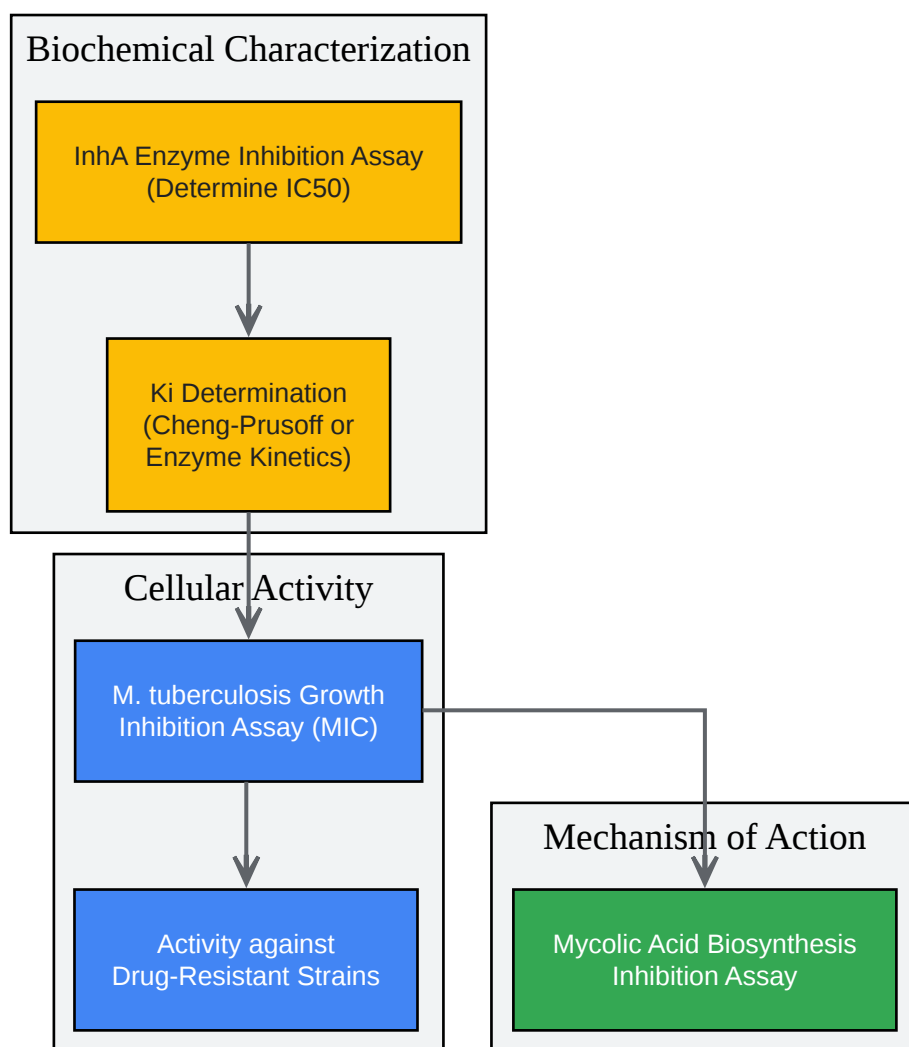 Biochemical Characterization
InhA Enzyme Inhibition Assay
(Determine IC50)
Ki Determination
(Cheng-Prusoff or
Enzyme Kinetics)
Cellular Activity
M. tuberculosis Growth
Inhibition Assay (MIC)
Activity against
Drug-Resistant Strains
Mechanism of Action
Mycolic Acid Biosynthesis
Inhibition Assay